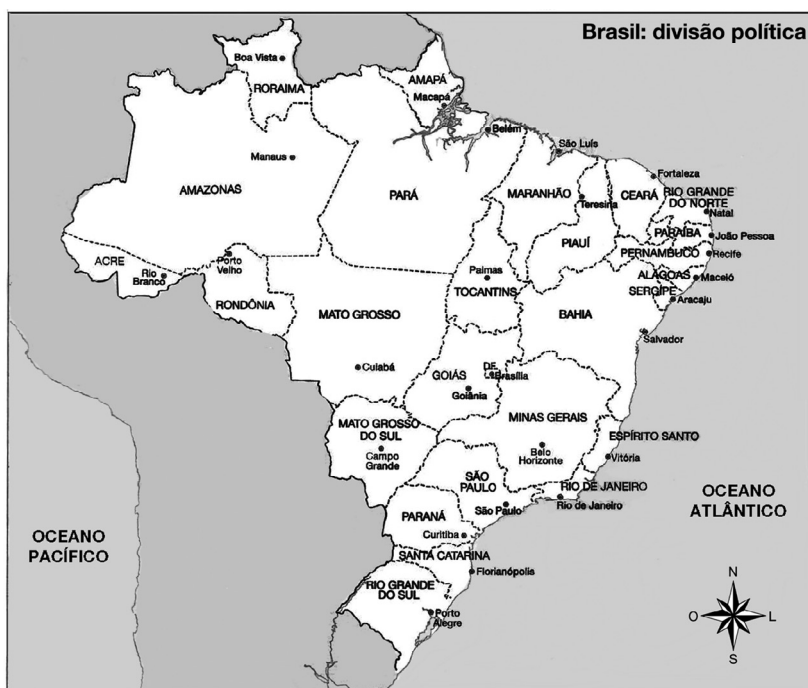 Brasil: divisão política
Boa Vista
RORAIMA
AMAPÁ
Macapá
Belém
São Luís
Manaus
AMAZONAS
PARÁ
MARANHÃO
Teresina
CEARÁ
Fortaleza
RIO GRANDE
DO NORTE
Natal
PARAÍBA
João Pessoa
PIAUÍ
PERNAMBUCO
Recife
ACRE
Rio
Branco
Porto
Velho
RONDÔNIA
Palmas
TOCANTINS
ALAGOAS
Maceió
SERGIPE
Aracaju
MATO GROSSO
BAHIA
Salvador
Cuiabá
GOIÁS
DF
Brasília
Goiânia
MINAS GERAIS
Belo
Horizonte
MATO GROSSO
DO SUL
Campo
Grande
ESPÍRITO SANTO
Vitória
SÃO
PAULO
São Paulo
RIO DE JANEIRO
Rio de Janeiro
OCEANO
ATLÂNTICO
PARANÁ
Curitiba
OCEANO
PACÍFICO
SANTA CATARINA
Florianópolis
RIO GRANDE
DO SUL
Porto
Alegre
N
O
L
S